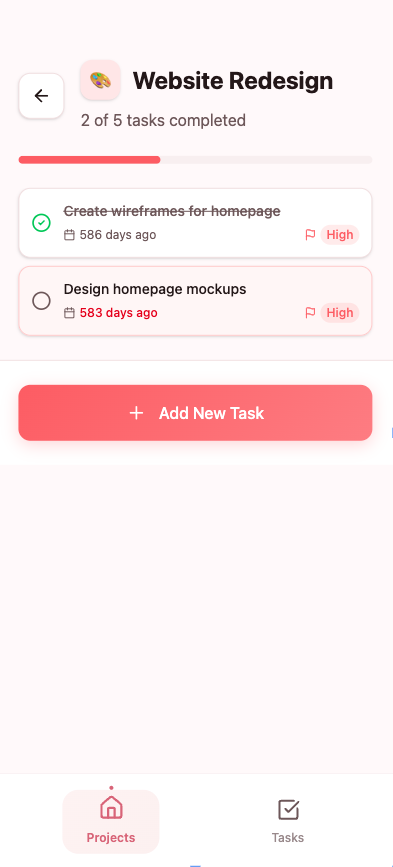 Website Redesign
2 of 5 tasks completed
Create wireframes for homepage
586 days ago
High
Design homepage mockups
583 days ago
High
Add New Task
Projects
Tasks